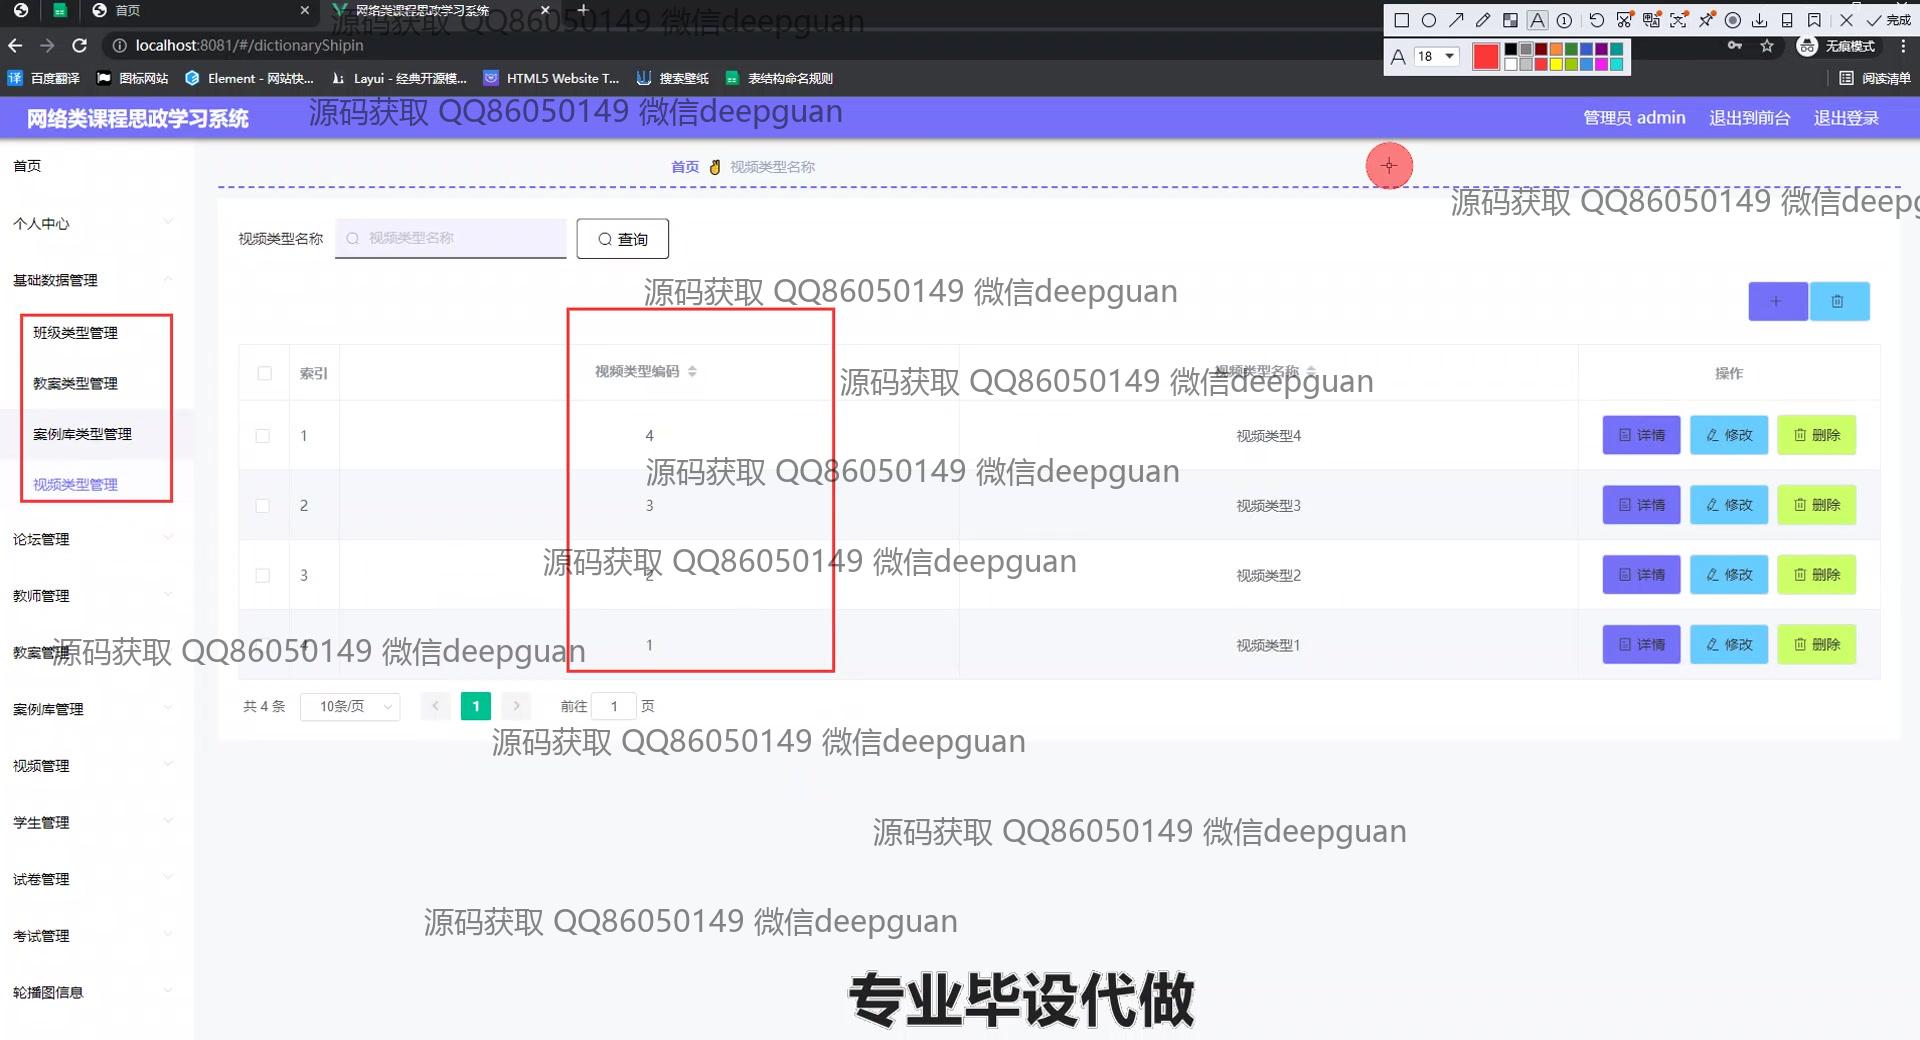 首页
网络类课程思政学习系统
源码获取 QQ86050149 微信deepguan
localhost:8081/#/dictionaryShipin
无痕模式
完成
A 18
百度翻译
图标网站
Element - 网站快...
Layui - 经典开源模...
HTML5 Website T...
搜索壁纸
表结构命名规则
阅读清单
网络类课程思政学习系统
源码获取 QQ86050149 微信deepguan
管理员 admin
退出到前台
退出登录
首页
个人中心
基础数据管理
班级类型管理
教案类型管理
案例库类型管理
视频类型管理
论坛管理
教师管理
教案管理
案例库管理
视频管理
学生管理
试卷管理
考试管理
轮播图信息
首页 视频类型名称
源码获取 QQ86050149 微信deepg
视频类型名称 视频类型名称 查询
源码获取 QQ86050149 微信deepguan
索引 视频类型编码 视频类型名称 操作
源码获取 QQ86050149 微信deepguan
1 4 视频类型4 详情 修改 删除
源码获取 QQ86050149 微信deepguan
2 3 视频类型3 详情 修改 删除
源码获取 QQ86050149 微信deepguan
3 2 视频类型2 详情 修改 删除
源码获取 QQ86050149 微信deepguan
4 1 视频类型1 详情 修改 删除
共 4 条 10条/页 1 前往 1 页
源码获取 QQ86050149 微信deepguan
源码获取 QQ86050149 微信deepguan
源码获取 QQ86050149 微信deepguan
专业毕设代做